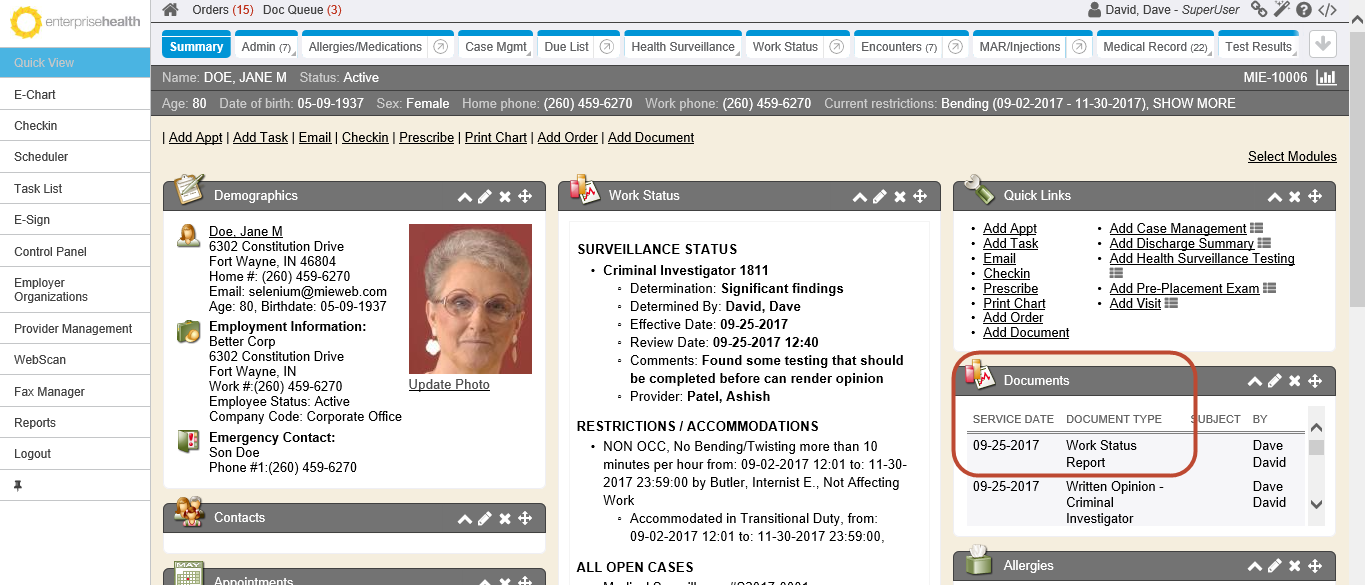 enterprisehealth
Orders (15) Doc Queue (3)
David, Dave - SuperUser
Summary Admin (7) Allergies/Medications Case Mgmt Due List Health Surveillance Work Status Encounters (7) MAR/Injections Medical Record (22) Test Results
Name: DOE, JANE M Status: Active
MIE-10006
Age: 80 Date of birth: 05-09-1937 Sex: Female Home phone: (260) 459-6270 Work phone: (260) 459-6270 Current restrictions: Bending (09-02-2017 - 11-30-2017), SHOW MORE
Quick View
E-Chart
Checkin
Scheduler
Task List
E-Sign
Control Panel
Employer
Organizations
Provider Management
WebScan
Fax Manager
Reports
Logout
| Add Appt | Add Task | Email | Checkin | Prescribe | Print Chart | Add Order | Add Document
Select Modules
Demographics
Doe, Jane M
6302 Constitution Drive
Fort Wayne, IN 46804
Home #: (260) 459-6270
Email: selenium@mieweb.com
Age: 80, Birthdate: 05-09-1937
Employment Information:
Better Corp
6302 Constitution Drive
Fort Wayne, IN
Work #:(260) 459-6270
Employee Status: Active
Company Code: Corporate Office
Emergency Contact:
Son Doe
Phone #1:(260) 459-6270
Update Photo
Contacts
MAY
Appointments
Work Status
SURVEILLANCE STATUS
• Criminal Investigator 1811
◦ Determination: Significant findings
◦ Determined By: David, Dave
◦ Effective Date: 09-25-2017
◦ Review Date: 09-25-2017 12:40
◦ Comments: Found some testing that should
be completed before can render opinion
◦ Provider: Patel, Ashish
RESTRICTIONS / ACCOMMODATIONS
• NON OCC, No Bending/Twisting more than 10
minutes per hour from: 09-02-2017 12:01 to: 11-30-
2017 23:59:00 by Butler, Internist E., Not Affecting
Work
◦ Accommodated in Transitional Duty, from:
09-02-2017 12:01 to: 11-30-2017 23:59:00,
ALL OPEN CASES
Medical Surveillance #S2017-0001
Quick Links
• Add Appt
• Add Task
• Email
• Checkin
• Prescribe
• Print Chart
• Add Order
• Add Document
• Add Case Management
• Add Discharge Summary
• Add Health Surveillance Testing
• Add Pre-Placement Exam
• Add Visit
Documents
SERVICE DATE DOCUMENT TYPE SUBJECT BY
09-25-2017 Work Status Dave
Report David
09-25-2017 Written Opinion - Dave
Criminal David
Investigator
Allergies